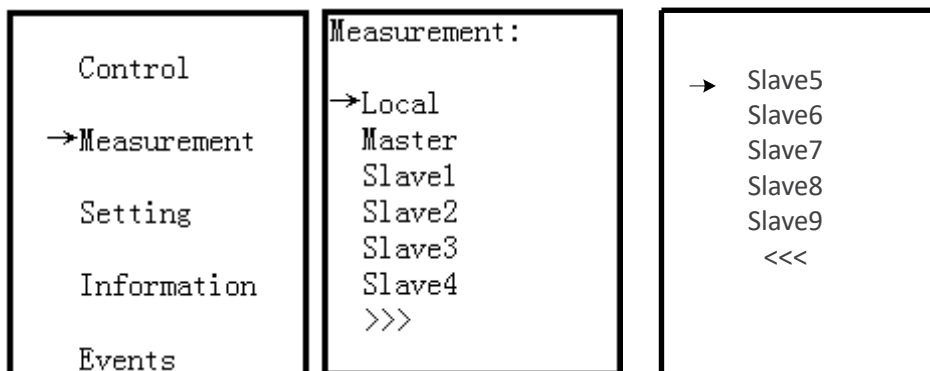 Control
→Measurement
Setting
Information
Events
Measurement:
→Local
Master
Slave1
Slave2
Slave3
Slave4
>>>
→ Slave5
Slave6
Slave7
Slave8
Slave9
<<<